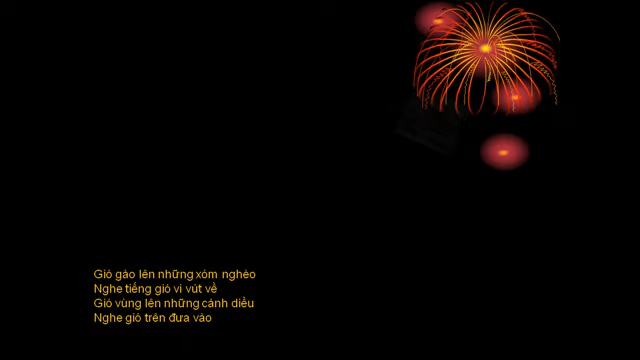 Gió gào lên những xóm nghèo
Nghe tiếng gió vi vút về
Gió vùng lên những cánh diều
Nghe gió trên đưa vào